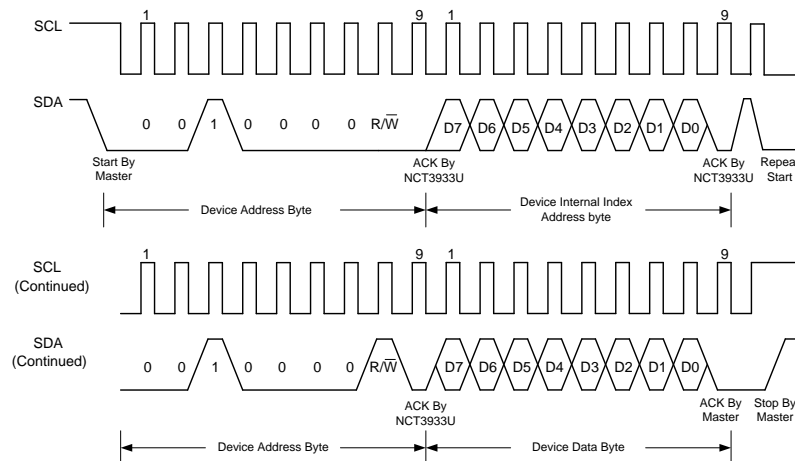 SCL
1 9 1 9
SDA
0 0 1 0 0 0 0 R/W̅ D7 D6 D5 D4 D3 D2 D1 D0
Start By
Master
ACK By
NCT3933U
ACK By
NCT3933U
Repea
Start
Device Address Byte
Device Internal Index
Address byte
SCL
(Continued)
1 9 1 9
SDA
(Continued)
0 0 1 0 0 0 0 R/W̅ D7 D6 D5 D4 D3 D2 D1 D0
ACK By
NCT3933U
ACK By
Master
Stop By
Master
Device Address Byte
Device Data Byte